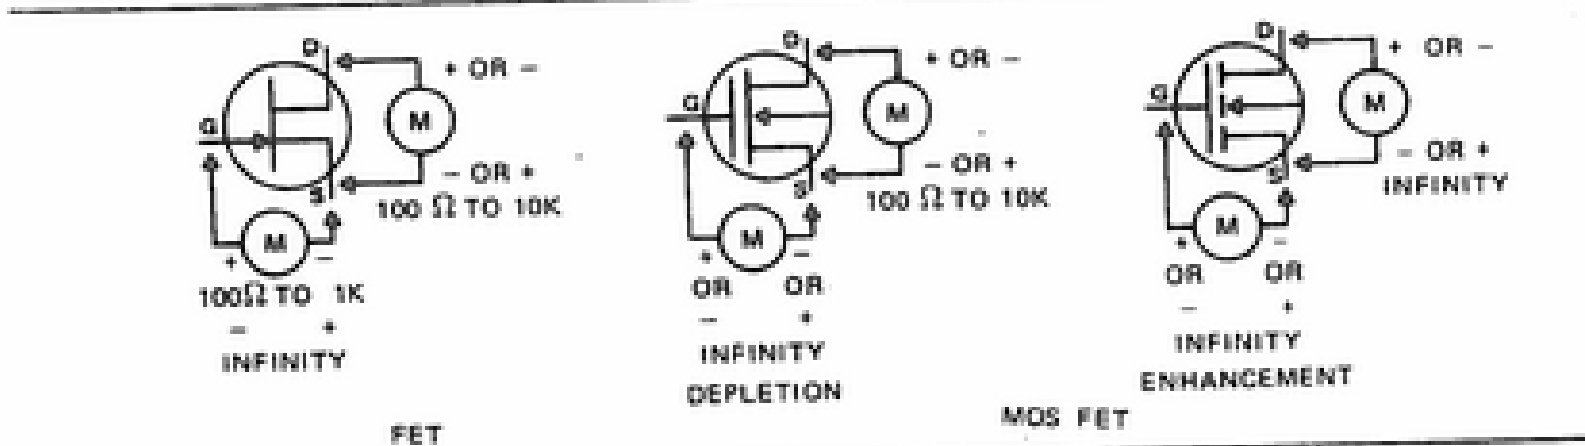 D
+ OR −
G
M
− OR +
S
100 Ω TO 10K
M
+ −
100Ω TO 1K
− +
INFINITY
FET
D
+ OR −
G
M
− OR +
S
100 Ω TO 10K
M
+ −
OR OR
− +
INFINITY
DEPLETION
D
+ OR −
G
M
− OR +
S
INFINITY
M
+ −
OR OR
− +
INFINITY
ENHANCEMENT
MOS FET